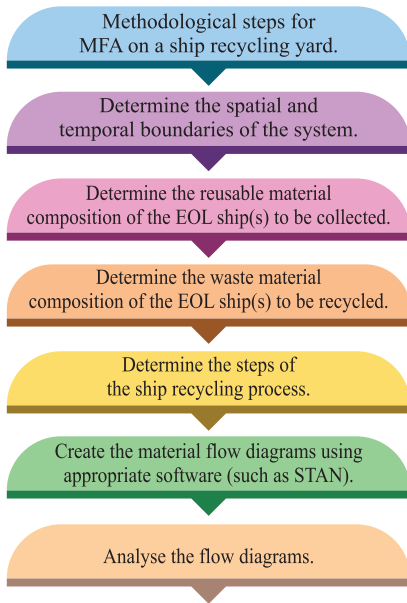 Methodological steps for
MFA on a ship recycling yard.
Determine the spatial and
temporal boundaries of the system.
Determine the reusable material
composition of the EOL ship(s) to be collected.
Determine the waste material
composition of the EOL ship(s) to be recycled.
Determine the steps of
the ship recycling process.
Create the material flow diagrams using
appropriate software (such as STAN).
Analyse the flow diagrams.